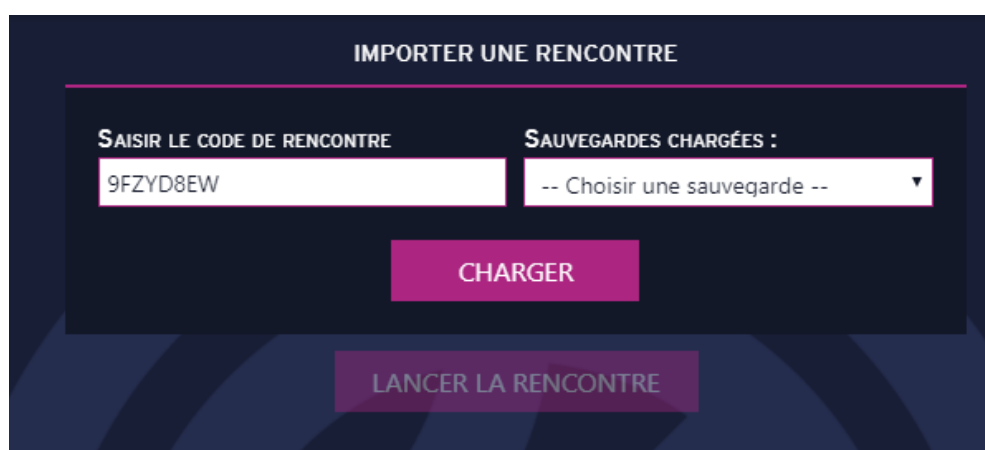 IMPORTER UNE RENCONTRE
SAISIR LE CODE DE RENCONTRE
SAUVEGARDES CHARGÉES :
9FZYD8EW
-- Choisir une sauvegarde --
CHARGER
LANCER LA RENCONTRE